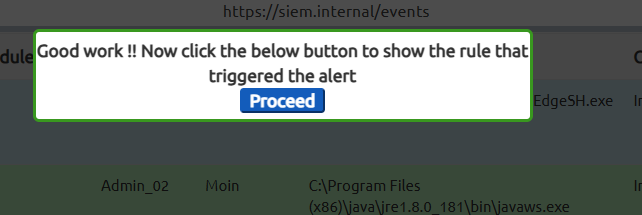 https://siem.internal/events
dule
C
Good work !! Now click the below button to show the rule that
triggered the alert
Proceed
EdgeSH.exe
In
Admin_02 Moin C:\Program Files In
(x86)\java\jre1.8.0_181\bin\javaws.exe